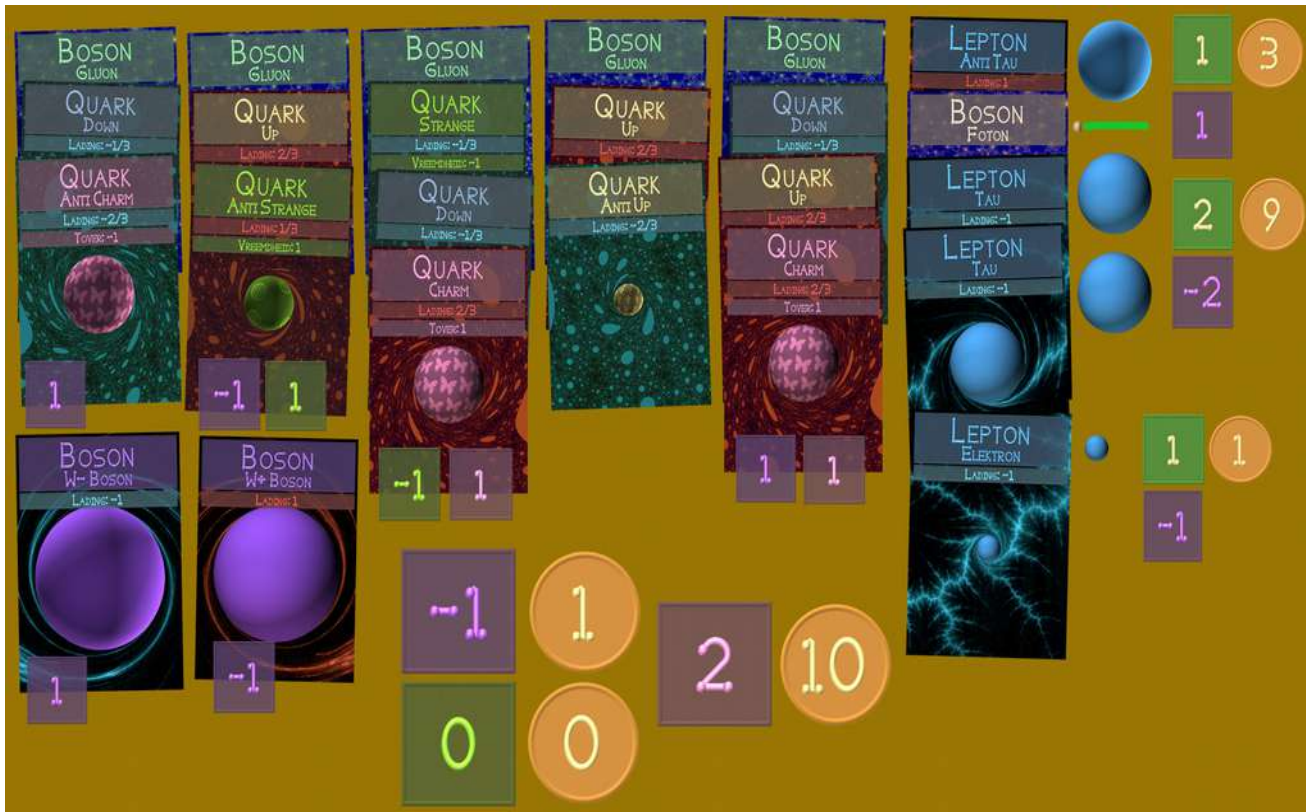 BOSON
GLUON
QUARK
DOWN
LADING: -1/3
QUARK
ANTI CHARM
LADING: -2/3
TOVER: -1
1
BOSON
GLUON
QUARK
UP
LADING: 2/3
QUARK
ANTI STRANGE
LADING: 1/3
VREEMDHEID: 1
-1
1
BOSON
GLUON
QUARK
STRANGE
LADING: -1/3
VREEMDHEID: -1
QUARK
DOWN
LADING: -1/3
QUARK
CHARM
LADING: 2/3
TOVER: 1
-1
1
BOSON
GLUON
QUARK
UP
LADING: 2/3
QUARK
ANTI UP
LADING: -2/3
BOSON
GLUON
QUARK
DOWN
LADING: -1/3
QUARK
UP
LADING: 2/3
QUARK
CHARM
LADING: 2/3
TOVER: 1
1
1
LEPTON
ANTI TAU
LADING: 1
BOSON
FOTON
LEPTON
TAU
LADING: -1
LEPTON
TAU
LADING: -1
LEPTON
ELEKTRON
LADING: -1
1
3
1
2
9
-2
1
1
-1
BOSON
W- BOSON
LADING: -1
1
BOSON
W+ BOSON
LADING: 1
-1
-1
1
0
0
2
10